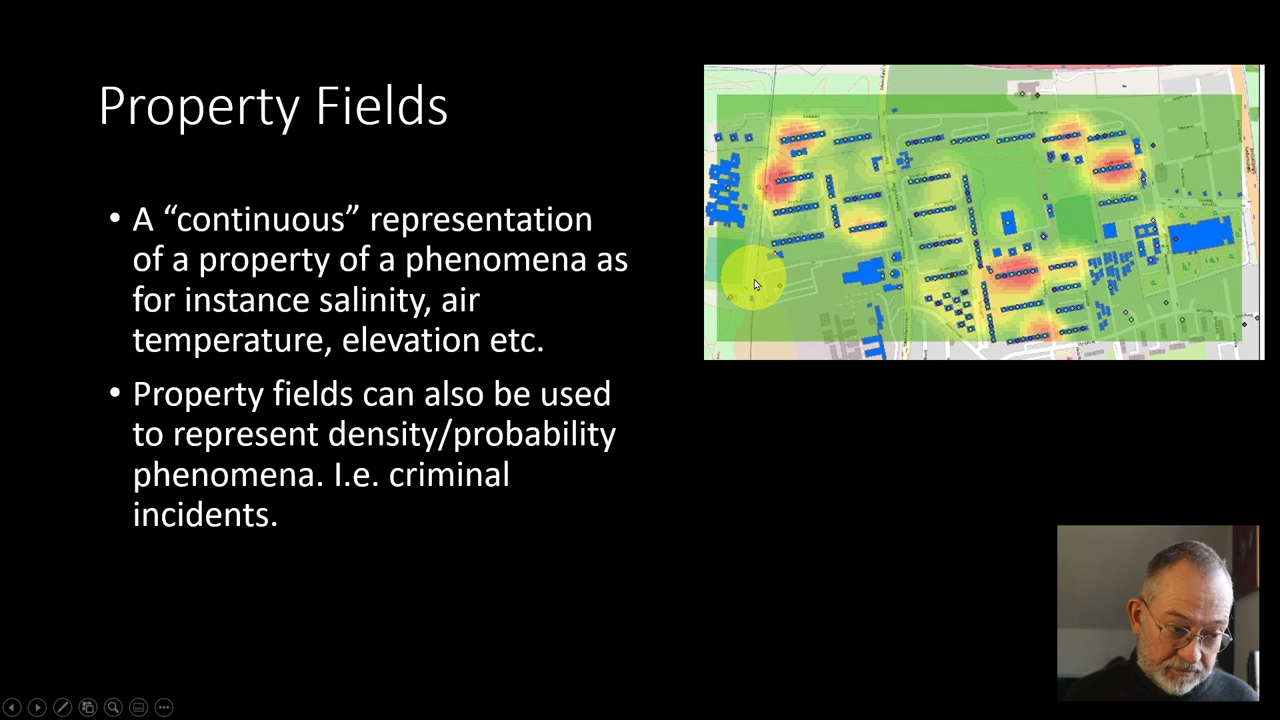 Property Fields
• A “continuous” representation
of a property of a phenomena as
for instance salinity, air
temperature, elevation etc.
• Property fields can also be used
to represent density/probability
phenomena. I.e. criminal
incidents.